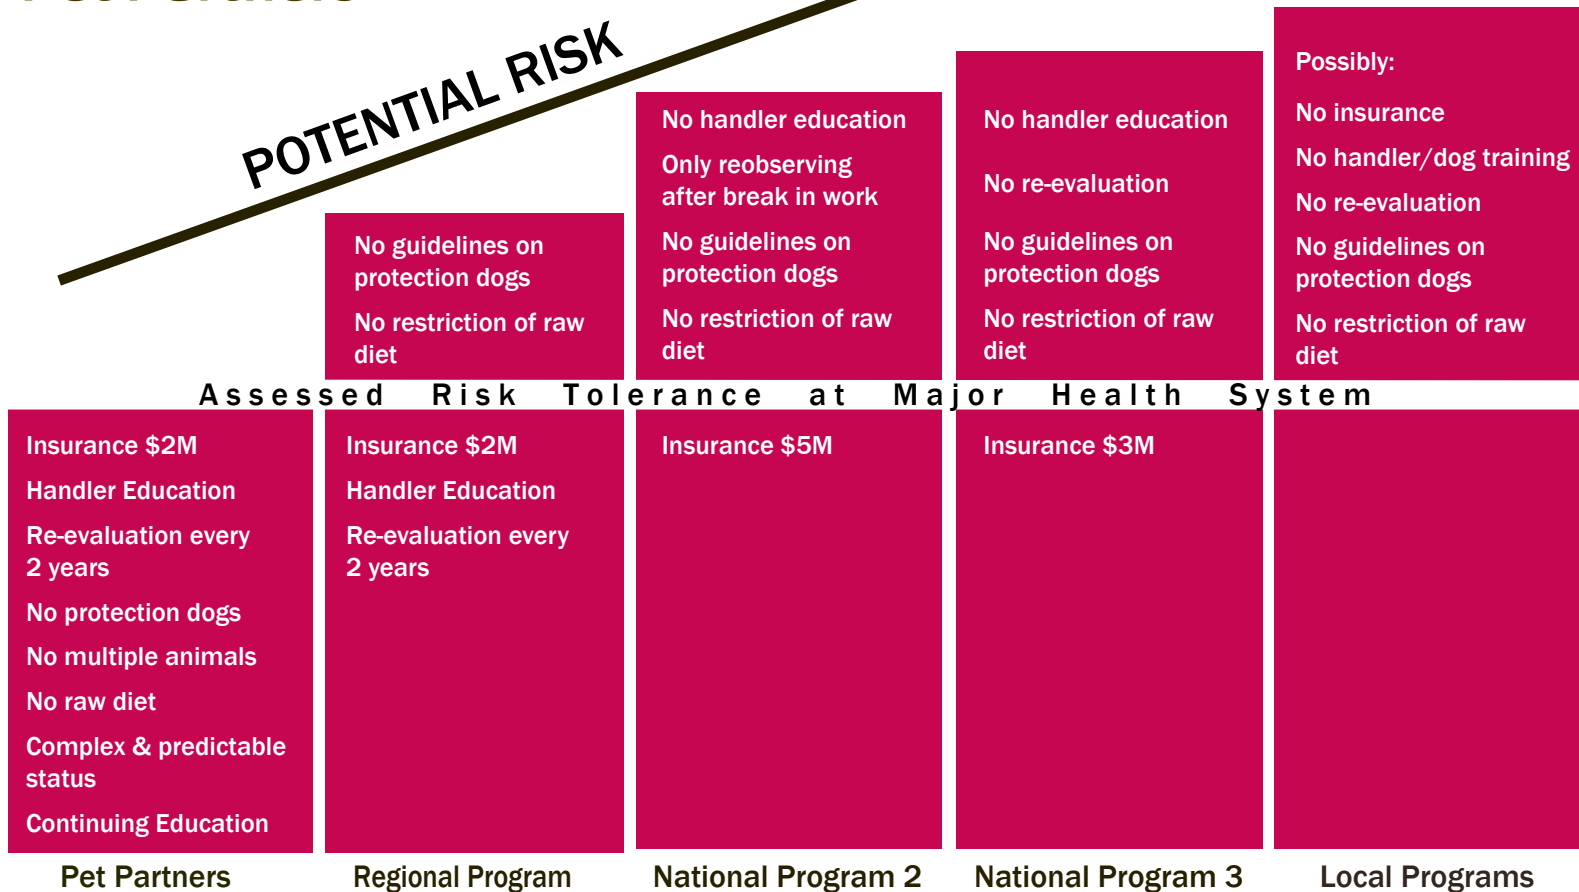 POTENTIAL RISK
No guidelines on
protection dogs
No restriction of raw
diet
No handler education
Only reobserving
after break in work
No guidelines on
protection dogs
No restriction of raw
diet
No handler education
No re-evaluation
No guidelines on
protection dogs
No restriction of raw
diet
Possibly:
No insurance
No handler/dog training
No re-evaluation
No guidelines on
protection dogs
No restriction of raw
diet
Assessed Risk Tolerance at Major Health System
Insurance $2M
Handler Education
Re-evaluation every
2 years
No protection dogs
No multiple animals
No raw diet
Complex & predictable
status
Continuing Education
Insurance $2M
Handler Education
Re-evaluation every
2 years
Insurance $5M
Insurance $3M
Pet Partners
Regional Program
National Program 2
National Program 3
Local Programs